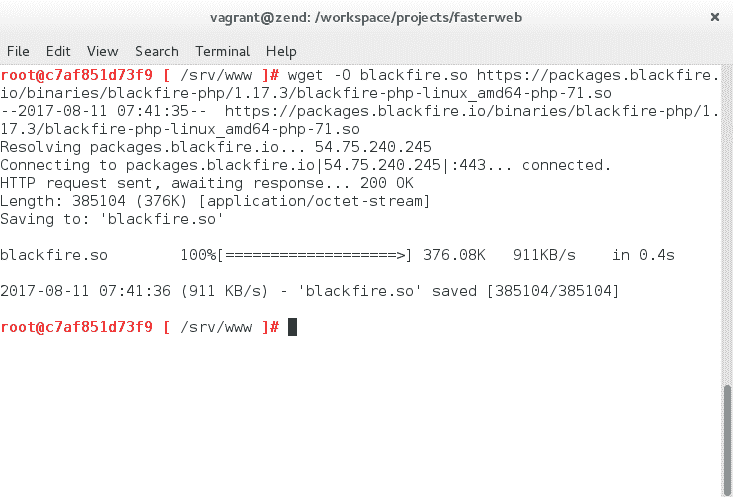 vagrant@zend: /workspace/projects/fasterweb ×
File Edit View Search Terminal Help
root@c7af851d73f9 [ /srv/www ]# wget -O blackfire.so https://packages.blackfire.
io/binaries/blackfire-php/1.17.3/blackfire-php-linux_amd64-php-71.so
--2017-08-11 07:41:35--  https://packages.blackfire.io/binaries/blackfire-php/1.
17.3/blackfire-php-linux_amd64-php-71.so
Resolving packages.blackfire.io... 54.75.240.245
Connecting to packages.blackfire.io|54.75.240.245|:443... connected.
HTTP request sent, awaiting response... 200 OK
Length: 385104 (376K) [application/octet-stream]
Saving to: 'blackfire.so'
blackfire.so        100%[===================>] 376.08K   911KB/s    in 0.4s
2017-08-11 07:41:36 (911 KB/s) - 'blackfire.so' saved [385104/385104]
root@c7af851d73f9 [ /srv/www ]#